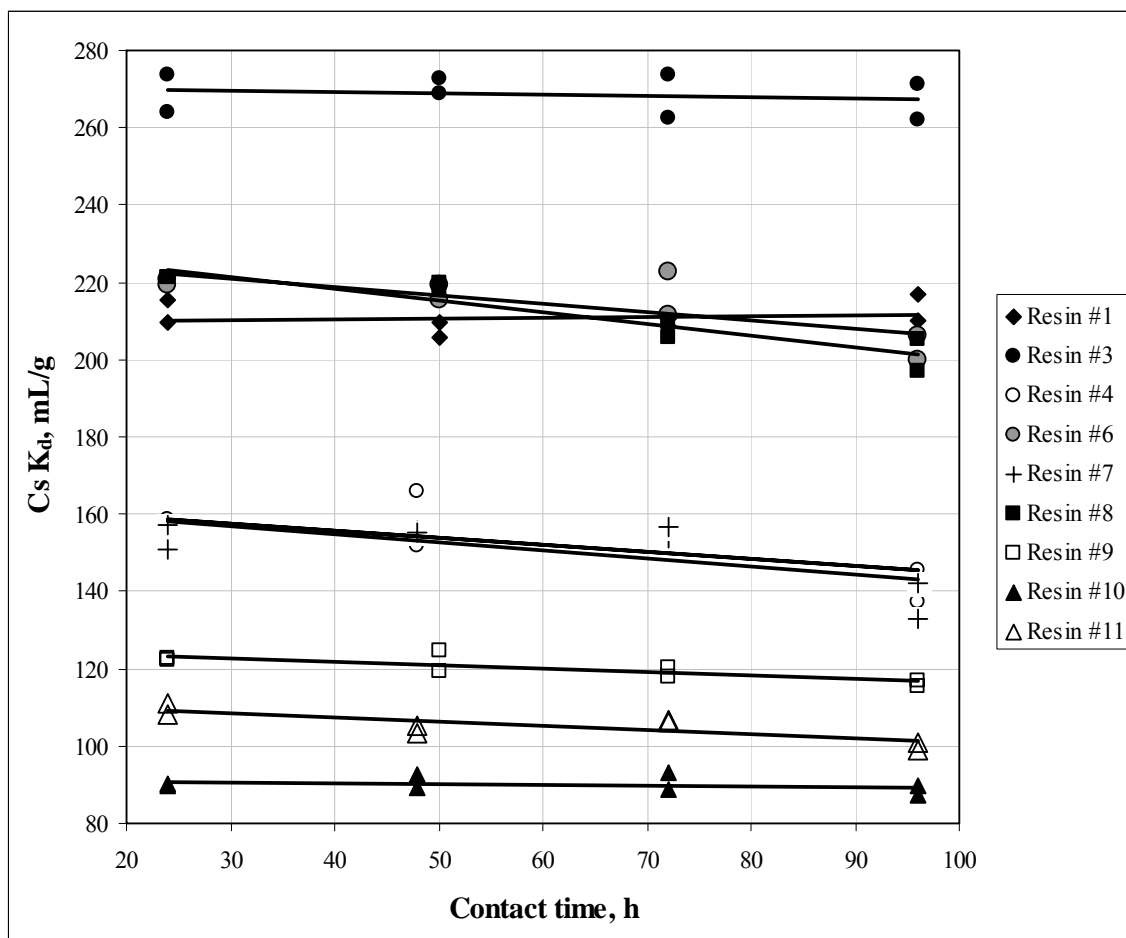 280
260
240
220
200
180
160
140
120
100
80
20
30
40
50
60
70
80
90
100
Cs Kd, mL/g
Contact time, h
Resin #1
Resin #3
Resin #4
Resin #6
Resin #7
Resin #8
Resin #9
Resin #10
Resin #11